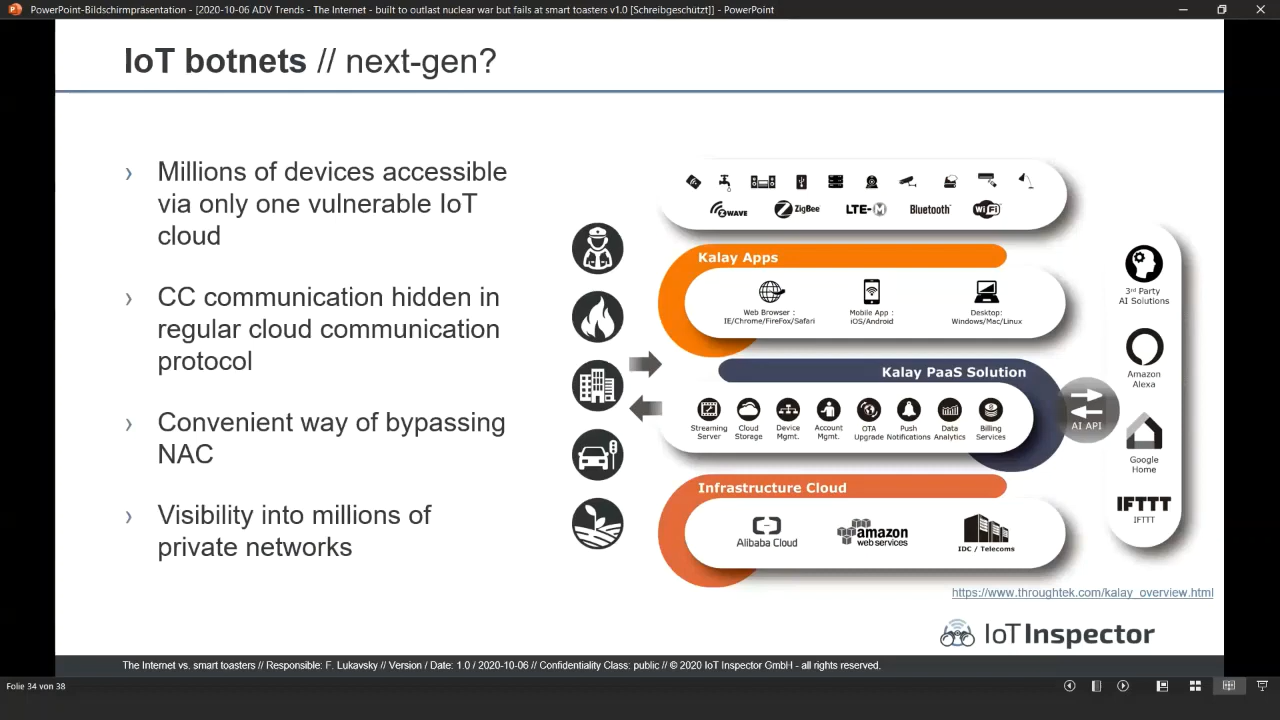 PowerPoint-Bildschirmpräsentation - [2020-10-06 ADV Trends - The Internet - built to outlast nuclear war but fails at smart toasters v1.0 [Schreibgeschützt]] - PowerPoint
IoT botnets // next-gen?
› Millions of devices accessible
via only one vulnerable IoT
cloud
› CC communication hidden in
regular cloud communication
protocol
› Convenient way of bypassing
NAC
› Visibility into millions of
private networks
Z WAVE
ZigBee
LTE-M
Bluetooth
WiFi
Kalay Apps
Web Browser :
IE/Chrome/FireFox/Safari
Mobile App :
iOS/Android
Desktop:
Windows/Mac/Linux
Kalay PaaS Solution
Streaming
Server
Cloud
Storage
Device
Mgmt.
Account
Mgmt.
OTA
Upgrade
Push
Notifications
Data
Analytics
Billing
Services
AI API
Infrastructure Cloud
Alibaba Cloud
amazon
web services
IDC / Telecoms
3rd Party
AI Solutions
Amazon
Alexa
Google
Home
IFTTT
IFTTT
https://www.throughtek.com/kalay_overview.html
IoT Inspector
The Internet vs. smart toasters // Responsible: F. Lukavsky // Version / Date: 1.0 / 2020-10-06 // Confidentiality Class: public // © 2020 IoT Inspector GmbH - all rights reserved.
Folie 34 von 38